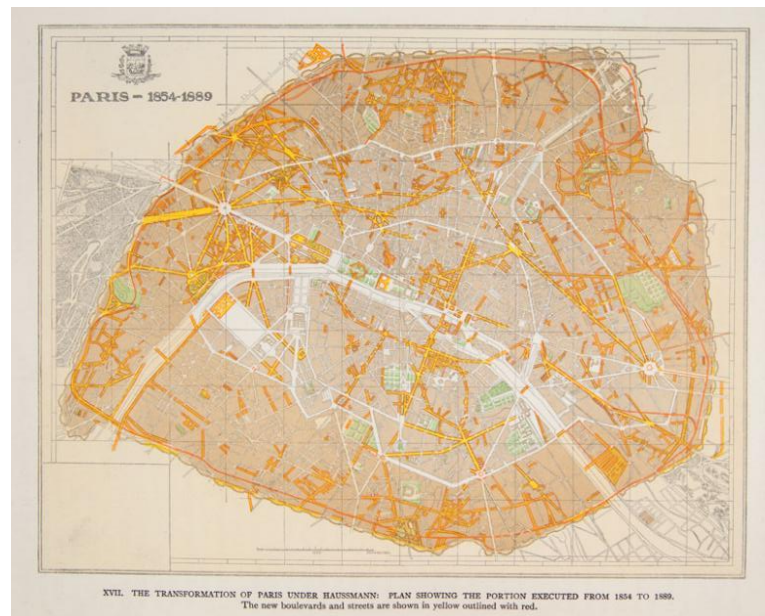 PARIS — 1854-1889
XVII. THE TRANSFORMATION OF PARIS UNDER HAUSSMANN: PLAN SHOWING THE PORTION EXECUTED FROM 1854 TO 1889.
The new boulevards and streets are shown in yellow outlined with red.